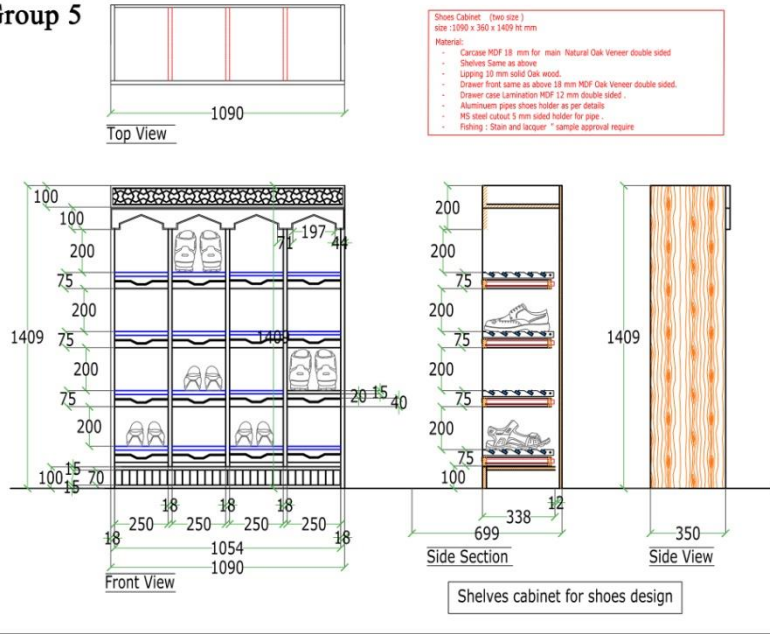 Group 5
1090
Top View
Shoes Cabinet (two size )
size :1090 x 360 x 1409 ht mm
Material:
- Carcase MDF 18 mm for main Natural Oak Veneer double sided
- Shelves Same as above
- Lipping 10 mm solid Oak wood.
- Drawer front same as above 18 mm MDF Oak Veneer double sided.
- Drawer case Lamination MDF 12 mm double sided .
- Aluminuem pipes shoes holder as per details
- MS steel cutout 5 mm sided holder for pipe .
- Fishing : Stain and lacquer " sample approval require
100
100
200
75
200
75
200
75
200
15
100
70
15
1409
71
197
44
1409
20
15
40
18
18
18
250
250
250
250
18
18
1054
1090
Front View
200
200
75
200
75
200
75
200
75
100
12
338
699
Side Section
1409
350
Side View
Shelves cabinet for shoes design